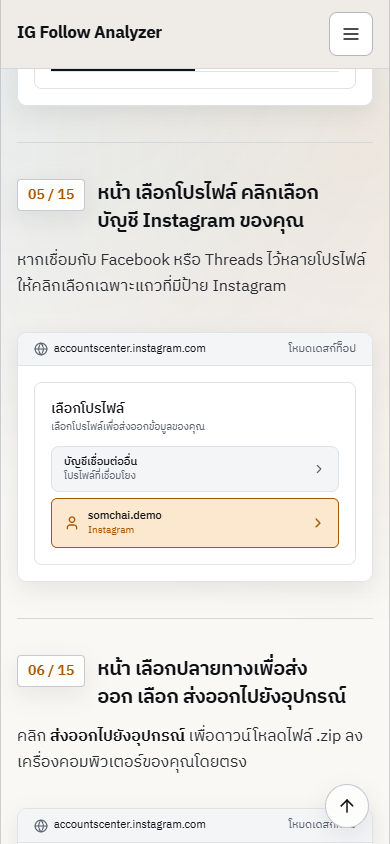 IG Follow Analyzer
05 / 15
หน้า เลือกโปรไฟล์ คลิกเลือก
บัญชี Instagram ของคุณ
หากเชื่อมกับ Facebook หรือ Threads ไว้หลายโปรไฟล์
ให้คลิกเลือกเฉพาะแถวที่มีป้าย Instagram
accountscenter.instagram.com
โหมดเดสก์ท็อป
เลือกโปรไฟล์
เลือกโปรไฟล์เพื่อส่งออกข้อมูลของคุณ
บัญชีเชื่อมต่ออื่น
โปรไฟล์ที่เชื่อมโยง
somchai.demo
Instagram
06 / 15
หน้า เลือกปลายทางเพื่อส่ง
ออก เลือก ส่งออกไปยังอุปกรณ์
คลิก ส่งออกไปยังอุปกรณ์ เพื่อดาวน์โหลดไฟล์ .zip ลง
เครื่องคอมพิวเตอร์ของคุณโดยตรง
accountscenter.instagram.com